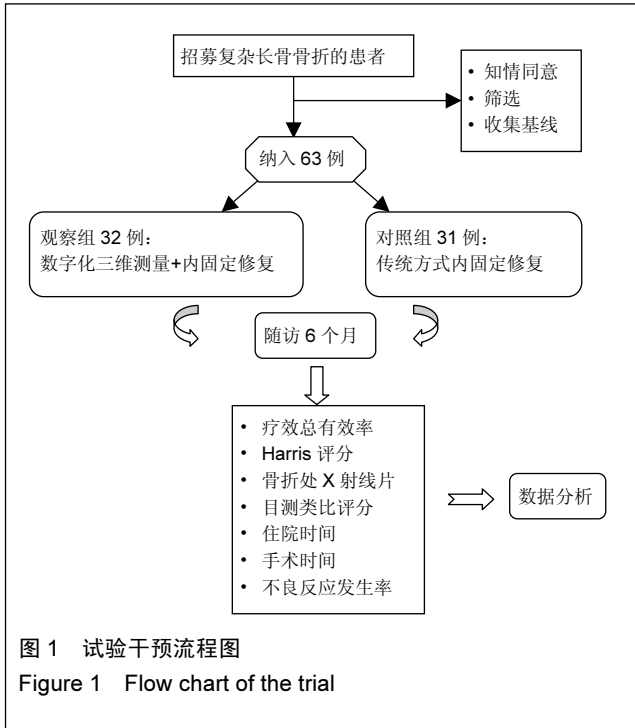 招募复杂长骨骨折的患者
• 知情同意
• 筛选
• 收集基线
纳入 63 例
观察组 32 例：
数字化三维测量+内固定修复
对照组 31 例：
传统方式内固定修复
随访 6 个月
• 疗效总有效率
• Harris 评分
• 骨折处 X 射线片
• 目测类比评分
• 住院时间
• 手术时间
• 不良反应发生率
数据分析
图 1 试验干预流程图
Figure 1 Flow chart of the trial